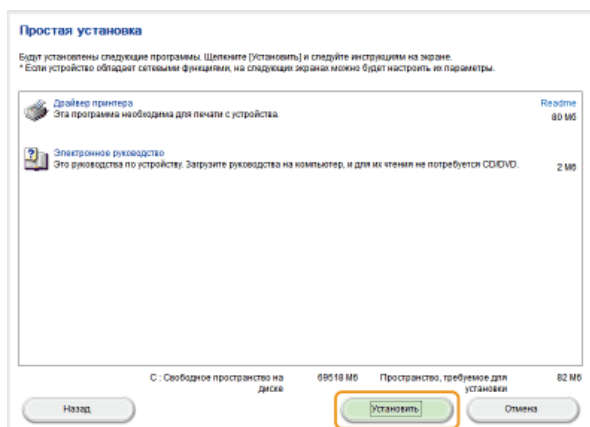 Простая установка
Будут установлены следующие программы. Щелкните [Установить] и следуйте инструкциям на экране.
* Если устройство обладает сетевыми функциями, на следующих экранах можно будет настроить их параметры.
Драйвер принтера
Readme
Эта программа необходима для печати с устройства.
80 Мб
Электронное руководство
Это руководства по устройству. Загрузите руководства на компьютер, и для их чтения не потребуется CD/DVD.
2 Мб
C : Свободное пространство на диске
69518 Мб
Пространство, требуемое для установки
82 Мб
Назад
Установить
Отмена